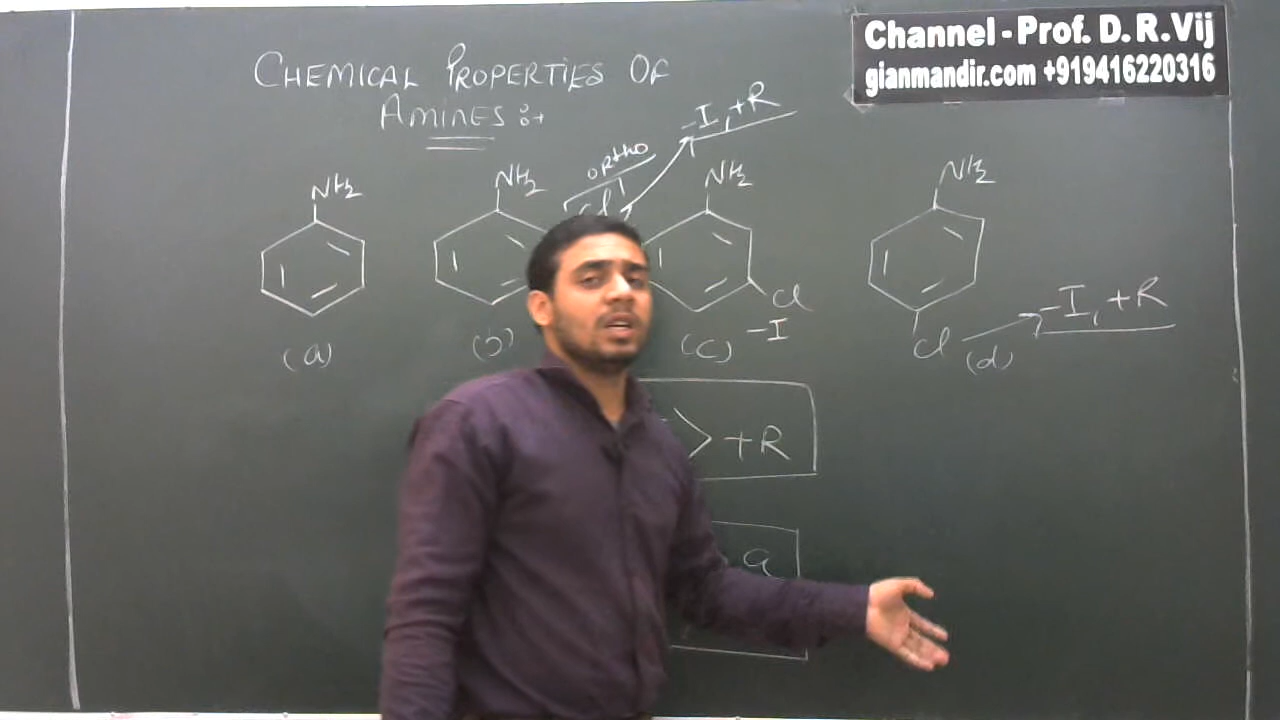 Channel - Prof. D. R. Vij
gianmandir.com +919416220316
CHEMICAL PROPERTIES OF
AMINES :+
-I, +R
ORTHO
NH2 NH2 Cl NH2 NH2
Cl
-I
Cl
-I, +R
(a) (b) (c) (d)
> +R
a